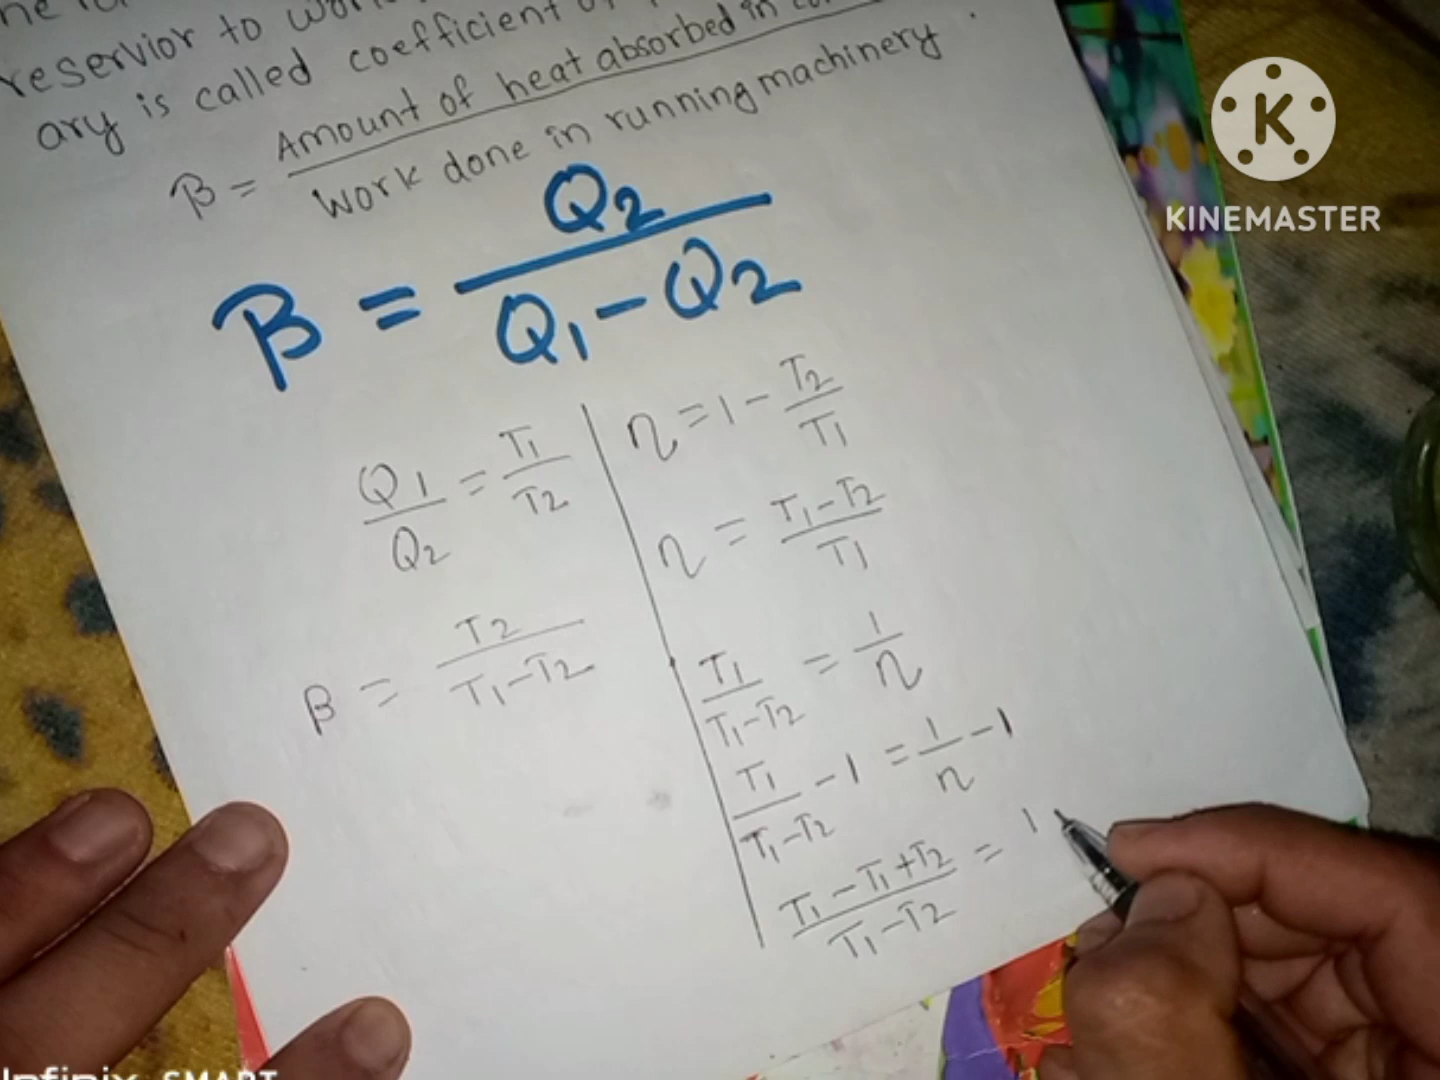 reservior to
ary is called coefficient
β = Amount of heat absorbed in
work done in running machinery
β = Q2 / Q1 - Q2
Q1 / Q2 = T1 / T2
β = T2 / T1-T2
η = 1 - T2 / T1
η = T1-T2 / T1
T1 / T1-T2 = 1 / η
T1 / T1-T2 - 1 = 1 / η - 1
T1 - T1 + T2 / T1 - T2 = 1
K
KINEMASTER
Infinix SMART